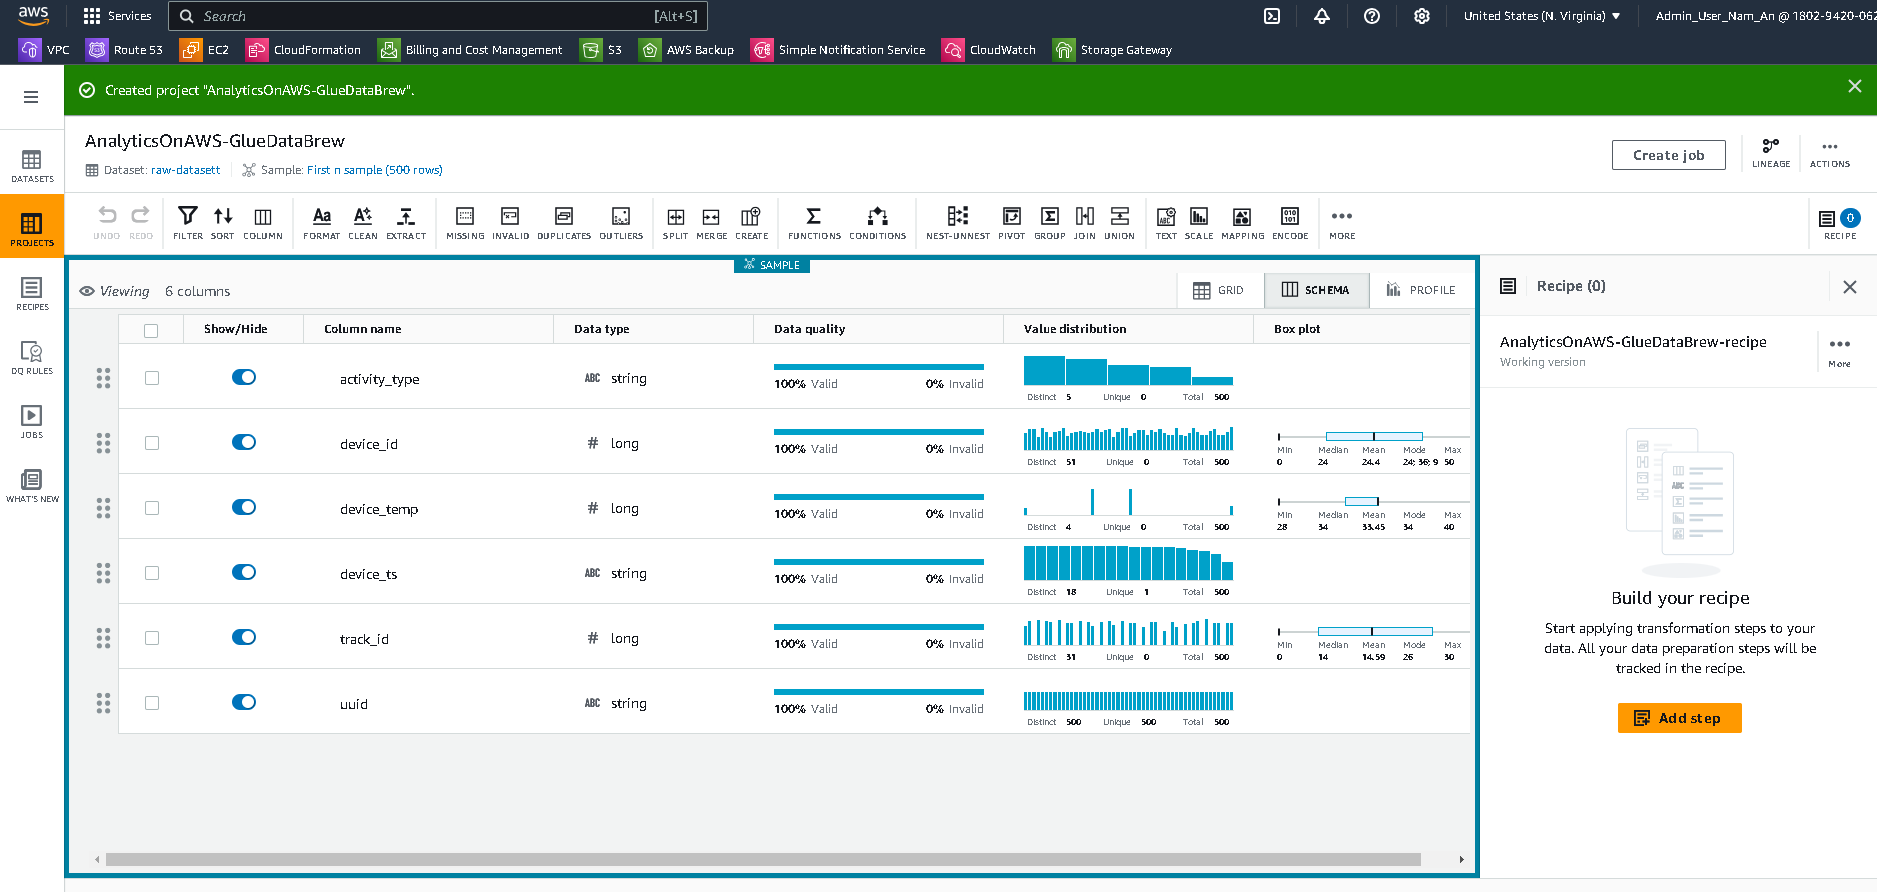 aws Services Search [Alt+S] United States (N. Virginia) ▼ Admin_User_Nam_An @ 1802-9420-062
VPC Route 53 EC2 CloudFormation Billing and Cost Management S3 AWS Backup Simple Notification Service CloudWatch Storage Gateway
Created project "AnalyticsOnAWS-GlueDataBrew".
AnalyticsOnAWS-GlueDataBrew
Dataset: raw-datasett Sample: First n sample (500 rows)
Create job
LINEAGE
ACTIONS
DATASETS
PROJECTS
RECIPES
DQ RULES
JOBS
WHAT'S NEW
UNDO REDO FILTER SORT COLUMN FORMAT CLEAN EXTRACT MISSING INVALID DUPLICATES OUTLIERS SPLIT MERGE CREATE FUNCTIONS CONDITIONS NEST-UNNEST PIVOT GROUP JOIN UNION TEXT SCALE MAPPING ENCODE MORE
0
RECIPE
SAMPLE
Viewing 6 columns
GRID SCHEMA PROFILE
Show/Hide Column name Data type Data quality Value distribution Box plot
activity_type ABC string 100% Valid 0% Invalid
Distinct 5 Unique 0 Total 500
device_id # long 100% Valid 0% Invalid
Distinct 51 Unique 0 Total 500
Min Median Mean Mode Max
0 24 24.4 24; 36; 9 50
device_temp # long 100% Valid 0% Invalid
Distinct 4 Unique 0 Total 500
Min Median Mean Mode Max
28 34 33.45 34 40
device_ts ABC string 100% Valid 0% Invalid
Distinct 18 Unique 1 Total 500
track_id # long 100% Valid 0% Invalid
Distinct 31 Unique 0 Total 500
Min Median Mean Mode Max
0 14 14.59 26 30
uuid ABC string 100% Valid 0% Invalid
Distinct 500 Unique 500 Total 500
Recipe (0)
AnalyticsOnAWS-GlueDataBrew-recipe
Working version
More
ABC
Build your recipe
Start applying transformation steps to your
data. All your data preparation steps will be
tracked in the recipe.
Add step